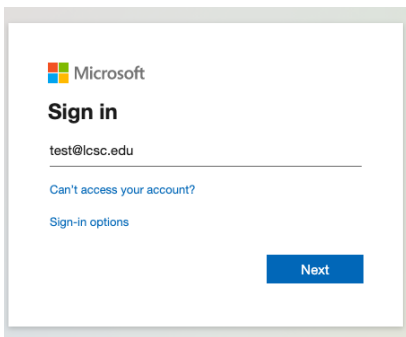 Microsoft
Sign in
test@lcsc.edu
Can't access your account?
Sign-in options
Next